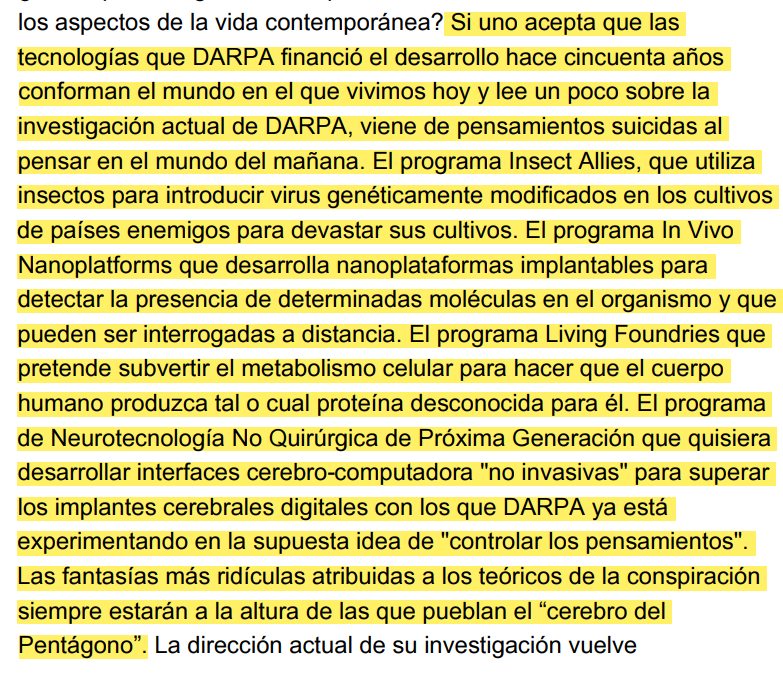 los aspectos de la vida contemporánea? Si uno acepta que las
tecnologías que DARPA financió el desarrollo hace cincuenta años
conforman el mundo en el que vivimos hoy y lee un poco sobre la
investigación actual de DARPA, viene de pensamientos suicidas al
pensar en el mundo del mañana. El programa Insect Allies, que utiliza
insectos para introducir virus genéticamente modificados en los cultivos
de países enemigos para devastar sus cultivos. El programa In Vivo
Nanoplatforms que desarrolla nanoplataformas implantables para
detectar la presencia de determinadas moléculas en el organismo y que
pueden ser interrogadas a distancia. El programa Living Foundries que
pretende subvertir el metabolismo celular para hacer que el cuerpo
humano produzca tal o cual proteína desconocida para él. El programa
de Neurotecnología No Quirúrgica de Próxima Generación que quisiera
desarrollar interfaces cerebro-computadora "no invasivas" para superar
los implantes cerebrales digitales con los que DARPA ya está
experimentando en la supuesta idea de "controlar los pensamientos".
Las fantasías más ridículas atribuidas a los teóricos de la conspiración
siempre estarán a la altura de las que pueblan el “cerebro del
Pentágono”. La dirección actual de su investigación vuelve